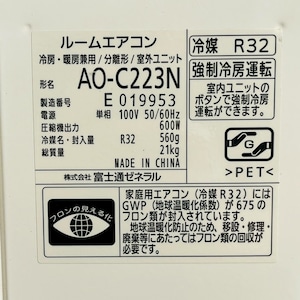 ルームエアコン
冷房・暖房兼用/分離形/室外ユニット
形名 AO-C223N
製造番号 E 019953
電源 単相 100V 50/60Hz
圧縮機出力 600W
冷媒名・封入量 R32 560g
総質量 21kg
MADE IN CHINA
株式会社 富士通ゼネラル
冷媒 R32
強制冷房運転
室内ユニットの
ボタンで強制冷房
運転ができます。
G
>PET<
フロンの見える化
家庭用エアコン(冷媒R32)には
GWP(地球温暖化係数)が675の
フロン類が封入されています。
地球温暖化防止のため、移設・修理・
廃棄等にあたってはフロン類の回収が
必要です。